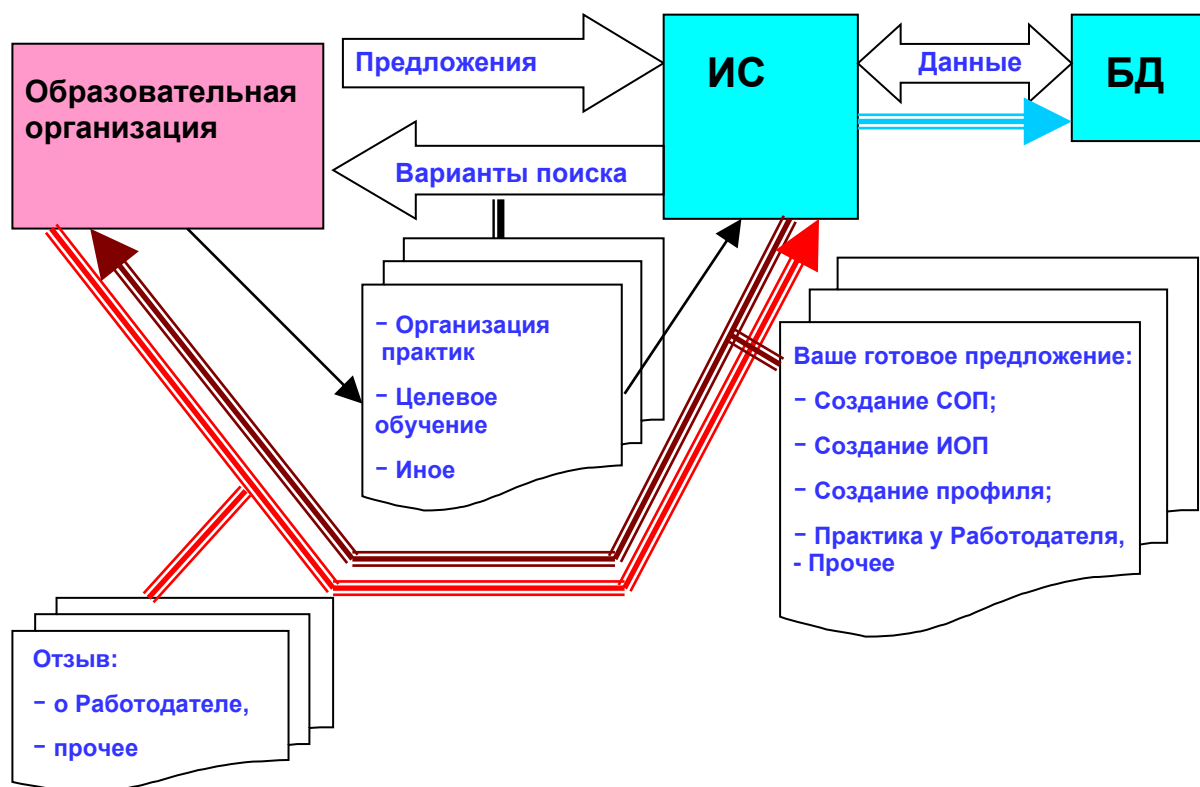 Образовательная
организация
Предложения
ИС
Данные
БД
Варианты поиска
− Организация
практик
− Целевое
обучение
− Иное
Ваше готовое предложение:
− Создание СОП;
− Создание ИОП
− Создание профиля;
− Практика у Работодателя,
- Прочее
Отзыв:
− о Работодателе,
− прочее